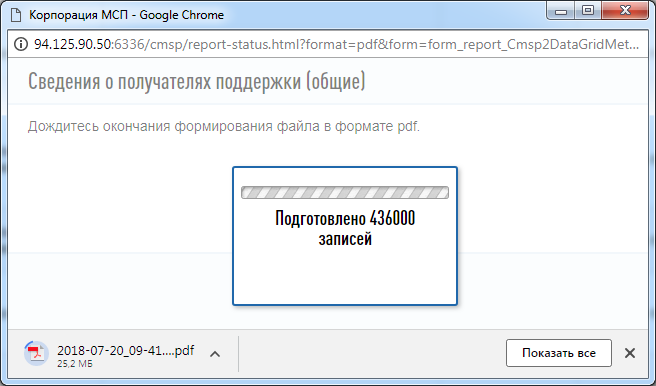 Корпорация МСП - Google Chrome
94.125.90.50:6336/cmsp/report-status.html?format=pdf&form=form_report_Cmsp2DataGridMet...
Сведения о получателях поддержки (общие)
Дождитесь окончания формирования файла в формате pdf.
Подготовлено 436000
записей
2018-07-20_09-41....pdf
25,2 МБ
Показать все